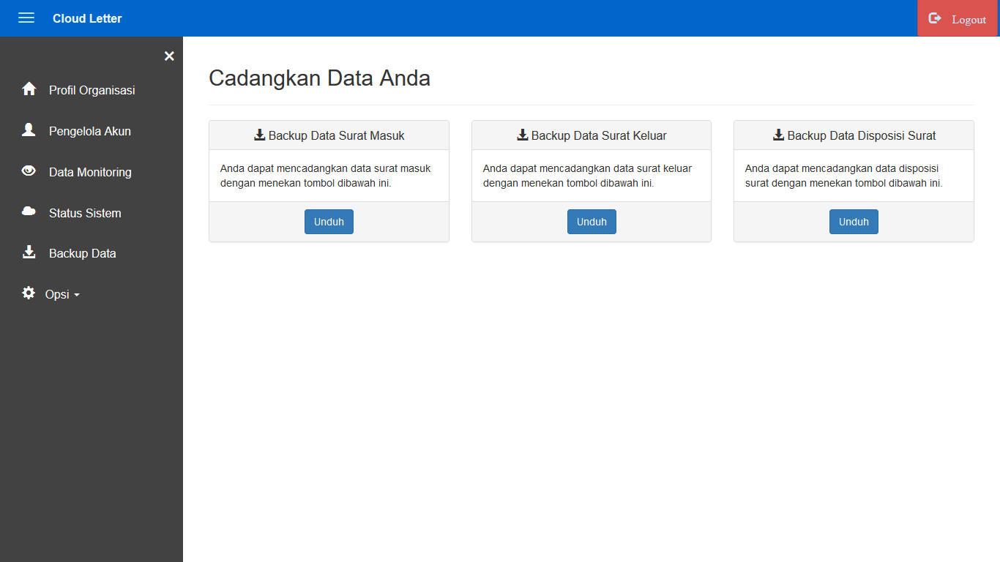 Cloud Letter
Logout
Profil Organisasi
Pengelola Akun
Data Monitoring
Status Sistem
Backup Data
Opsi
Cadangkan Data Anda
Backup Data Surat Masuk
Anda dapat mencadangkan data surat masuk
dengan menekan tombol dibawah ini.
Unduh
Backup Data Surat Keluar
Anda dapat mencadangkan data surat keluar
dengan menekan tombol dibawah ini.
Unduh
Backup Data Disposisi Surat
Anda dapat mencadangkan data disposisi
surat dengan menekan tombol dibawah ini.
Unduh